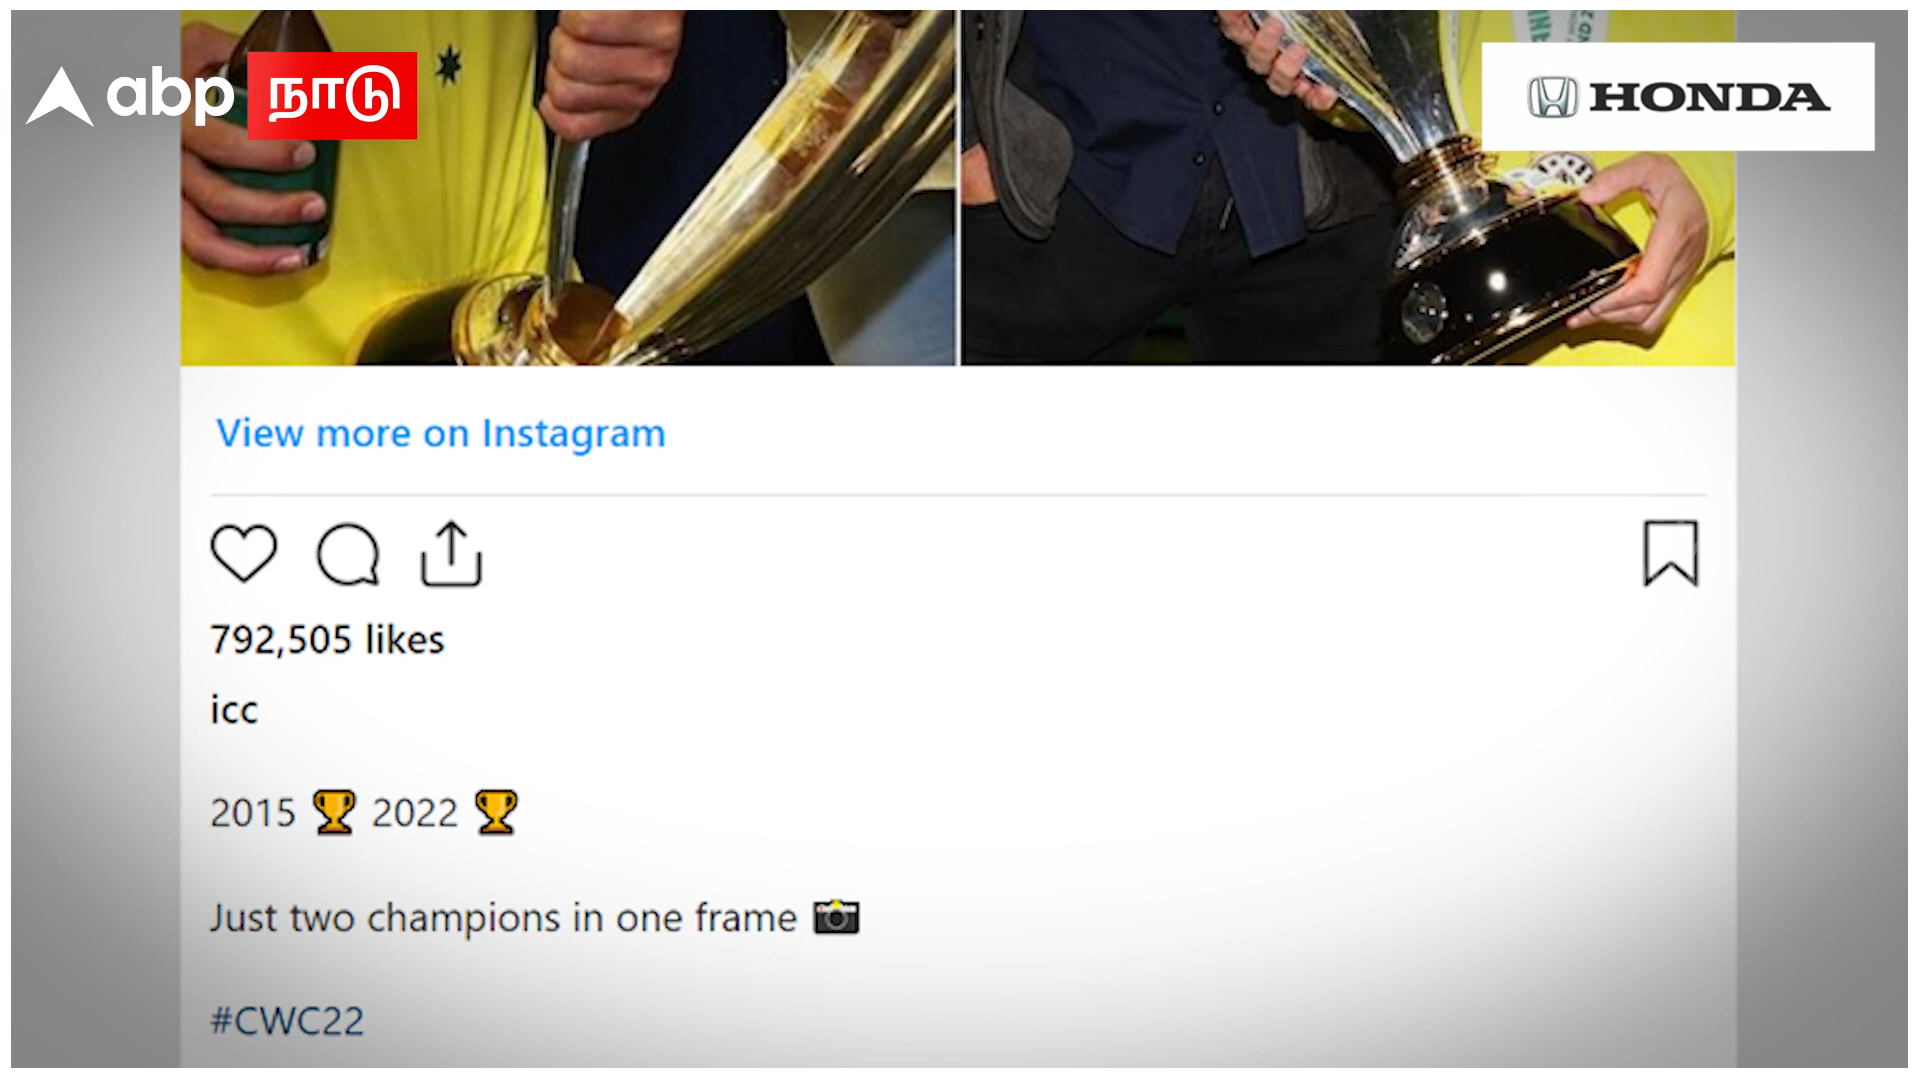 abp நாடு
HONDA
View more on Instagram
792,505 likes
icc
2015 🏆 2022 🏆
Just two champions in one frame 📷
#CWC22